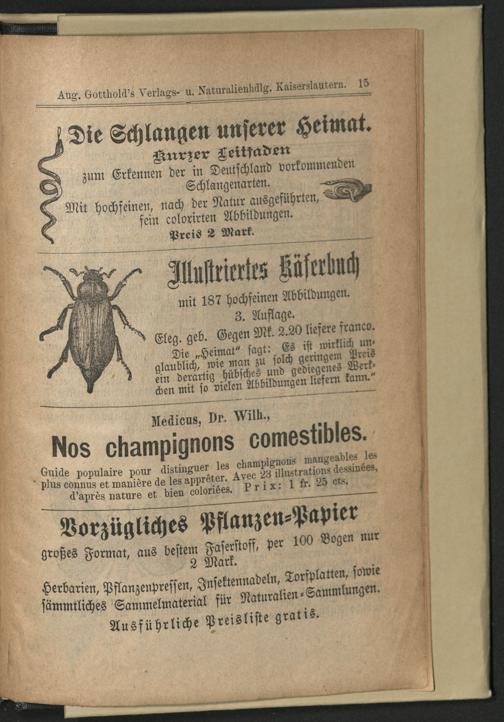 Aug. Gotthold's Verlags- u. Naturalienhdlg. Kaiserslautern. 15
Die Schlangen unserer Heimat.
Kurzer Leitfaden
zum Erkennen der in Deutschland vorkommenden
Schlangenarten.
Mit hochfeinen, nach der Natur ausgeführten,
fein colorirten Abbildungen.
Preis 2 Mark.
Illustriertes Käferbuch
mit 187 hochfeinen Abbildungen.
3. Auflage.
Eleg. geb. Gegen Mk. 2.20 liefere franco.
Die „Heimat" sagt: Es ist wirklich un-
glaublich, wie man zu solch geringem Preis
ein derartig hübsches und gediegenes Werk-
chen mit so vielen Abbildungen liefern kann."
Medicus, Dr. Wilh.,
Nos champignons comestibles.
Guide populaire pour distinguer les champignons mangeables les
plus connus et manière de les apprêter. Avec 23 illustrations dessinées,
d'après nature et bien coloriées. Prix: 1 fr. 25 cts.
Vorzügliches Pflanzen-Papier
großes Format, aus bestem Faserstoff, per 100 Bogen nur
2 Mark.
Herbarien, Pflanzenpressen, Insektennadeln, Torfplatten, sowie
sämmtliches Sammelmaterial für Naturalien-Sammlungen.
Ausführliche Preisliste gratis.